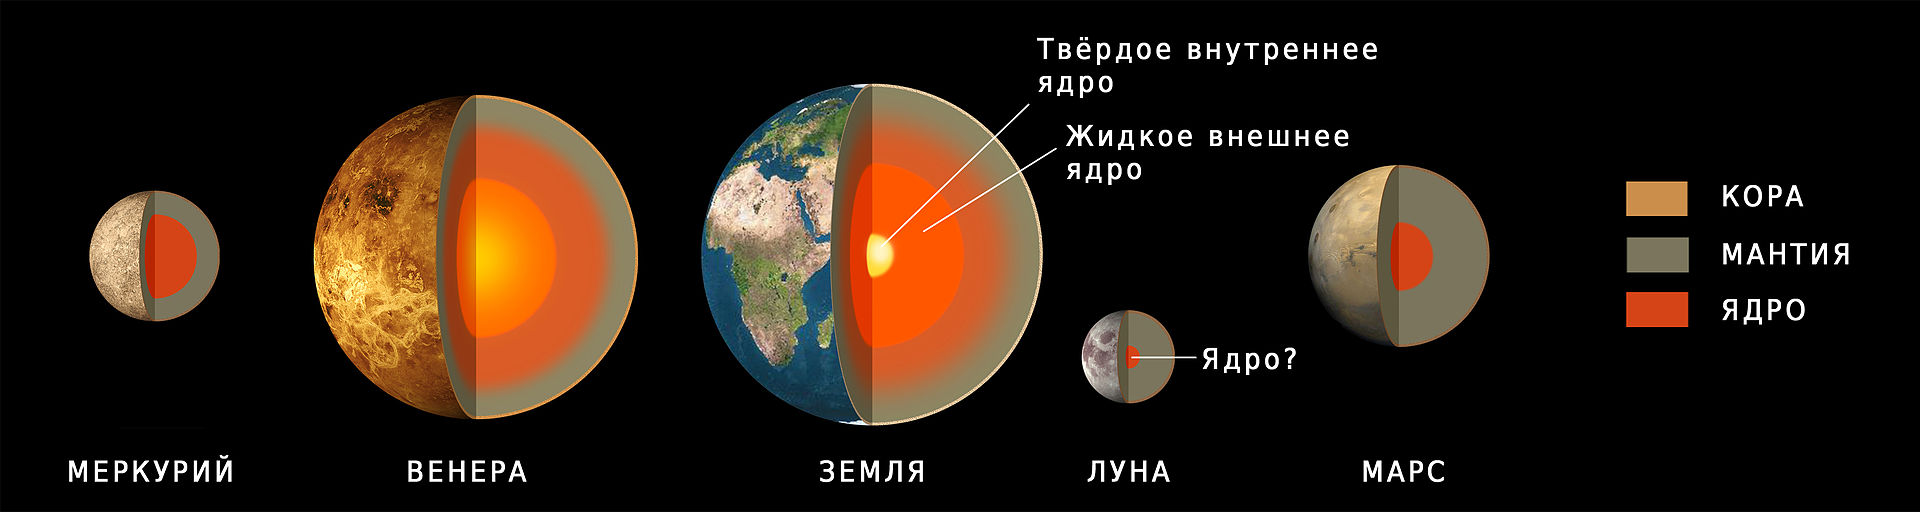 Твёрдое внутреннее
ядро
Жидкое внешнее
ядро
Ядро?
КОРА
МАНТИЯ
ЯДРО
МЕРКУРИЙ
ВЕНЕРА
ЗЕМЛЯ
ЛУНА
МАРС